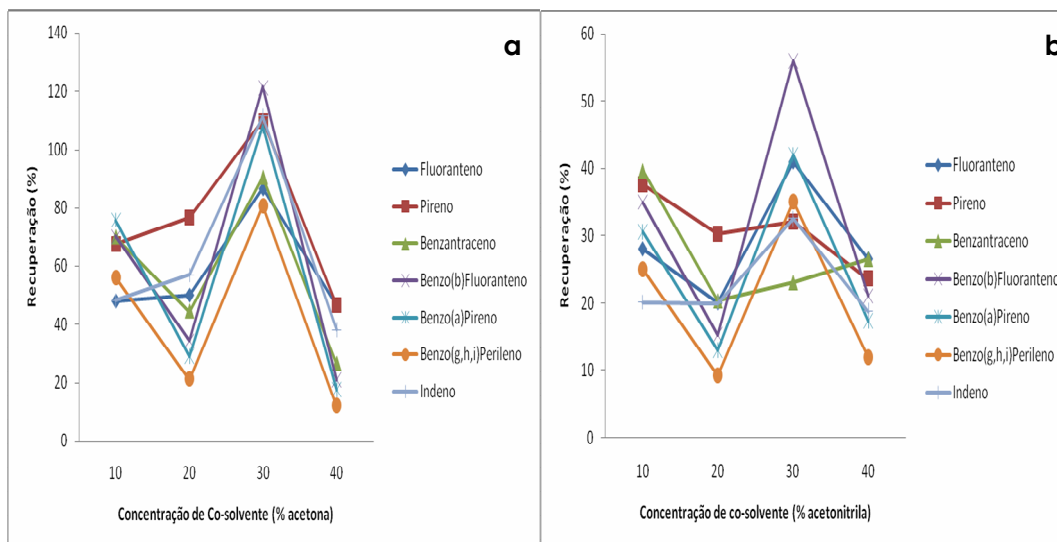 a
Recuperação (%)
140
120
100
80
60
40
20
0
10 20 30 40
Concentração de Co-solvente (% acetona)
Fluoranteno
Pireno
Benzantraceno
Benzo(b)Fluoranteno
Benzo(a)Pireno
Benzo(g,h,i)Perileno
Indeno
b
Recuperação (%)
60
50
40
30
20
10
0
10 20 30 40
Concentração de co-solvente (% acetonitrila)
Fluoranteno
Pireno
Benzantraceno
Benzo(b)Fluoranteno
Benzo(a)Pireno
Benzo(g,h,i)Perileno
Indeno